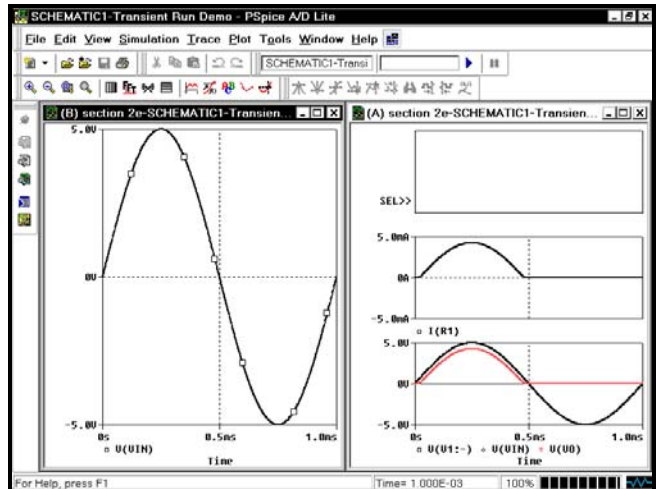 SCHEMATIC1-Transient Run Demo - PSpice A/D Lite
File Edit View Simulation Trace Plot Tools Window Help
SCHEMATIC1-Transi
(B) section 2e-SCHEMATIC1-Transien...
5.0V
0V
-5.0V
0s 0.5ms 1.0ms
V(VIN)
Time
(A) section 2e-SCHEMATIC1-Transien...
SEL>>
5.0mA
0A
-5.0mA
I(R1)
5.0V
0V
-5.0V
0s 0.5ms 1.0ms
V(V1:-) V(VIN) V(VO)
Time
For Help, press F1
Time= 1.000E-03 100%